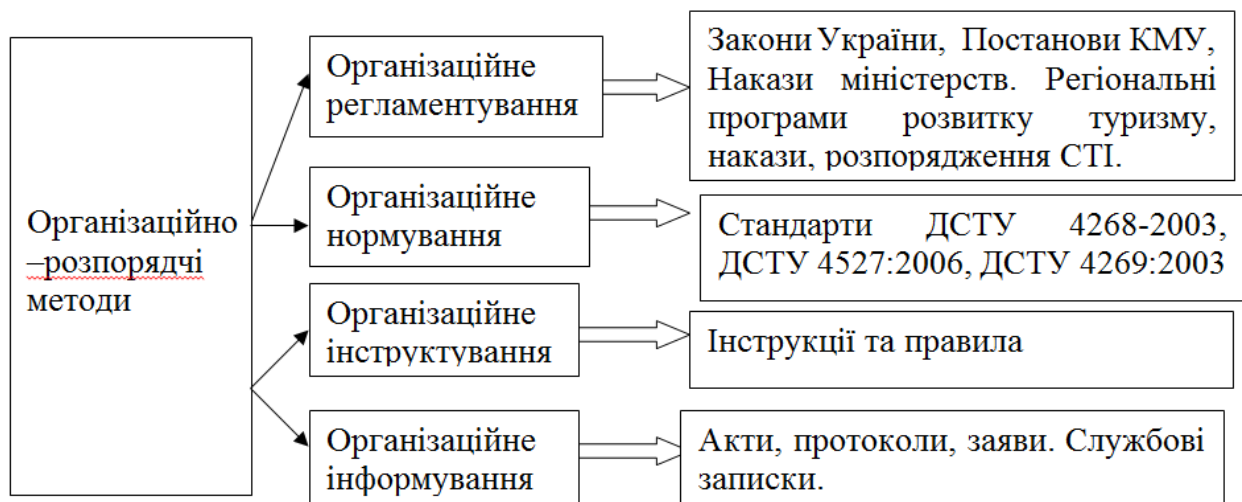 Організаційно
–розпорядчі
методи
Організаційне
регламентування
Закони України, Постанови КМУ,
Накази міністерств. Регіональні
програми розвитку туризму,
накази, розпорядження СТІ.
Організаційне
нормування
Стандарти ДСТУ 4268-2003,
ДСТУ 4527:2006, ДСТУ 4269:2003
Організаційне
інструктування
Інструкції та правила
Організаційне
інформування
Акти, протоколи, заяви. Службові
записки.